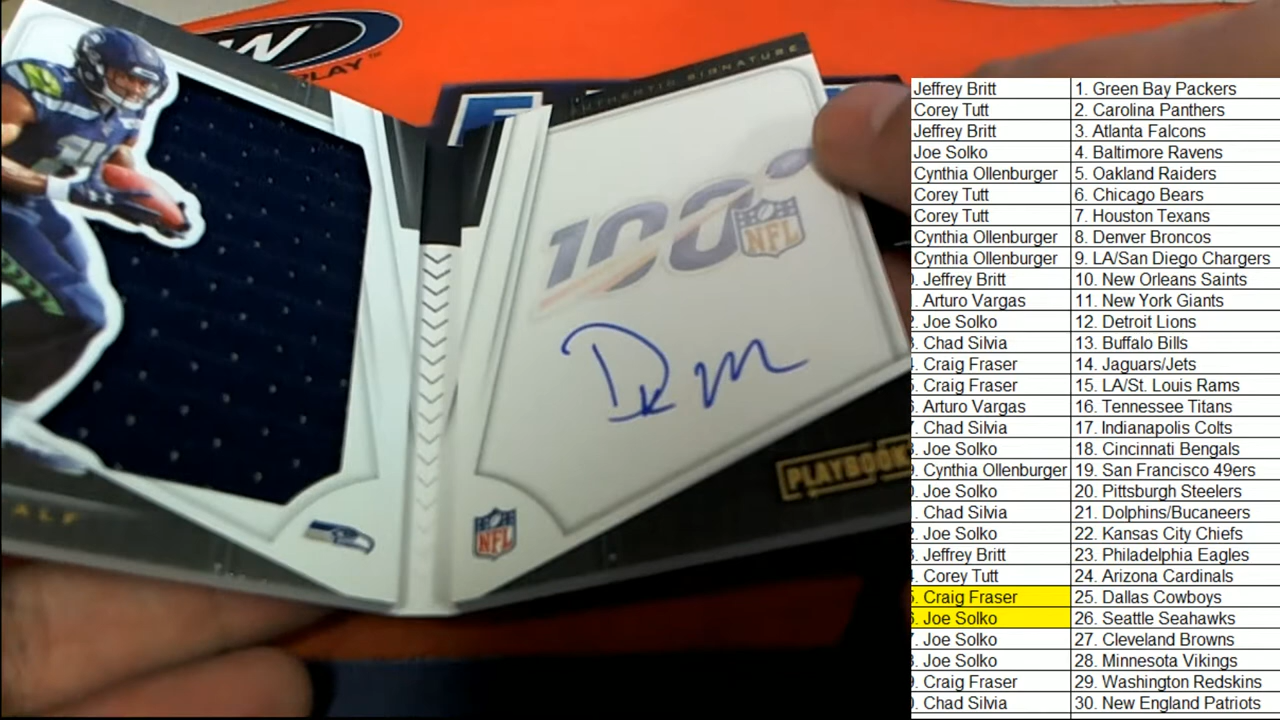 W
PLAY™
AUTHENTIC SIGNATURE
100
NFL
PLAYBOOK
NFL
ALF
Jeffrey Britt 1. Green Bay Packers
Corey Tutt 2. Carolina Panthers
Jeffrey Britt 3. Atlanta Falcons
Joe Solko 4. Baltimore Ravens
Cynthia Ollenburger 5. Oakland Raiders
Corey Tutt 6. Chicago Bears
Corey Tutt 7. Houston Texans
Cynthia Ollenburger 8. Denver Broncos
Cynthia Ollenburger 9. LA/San Diego Chargers
. Jeffrey Britt 10. New Orleans Saints
. Arturo Vargas 11. New York Giants
. Joe Solko 12. Detroit Lions
. Chad Silvia 13. Buffalo Bills
. Craig Fraser 14. Jaguars/Jets
. Craig Fraser 15. LA/St. Louis Rams
. Arturo Vargas 16. Tennessee Titans
. Chad Silvia 17. Indianapolis Colts
. Joe Solko 18. Cincinnati Bengals
. Cynthia Ollenburger 19. San Francisco 49ers
. Joe Solko 20. Pittsburgh Steelers
. Chad Silvia 21. Dolphins/Bucaneers
. Joe Solko 22. Kansas City Chiefs
. Jeffrey Britt 23. Philadelphia Eagles
. Corey Tutt 24. Arizona Cardinals
. Craig Fraser 25. Dallas Cowboys
. Joe Solko 26. Seattle Seahawks
. Joe Solko 27. Cleveland Browns
. Joe Solko 28. Minnesota Vikings
. Craig Fraser 29. Washington Redskins
. Chad Silvia 30. New England Patriots